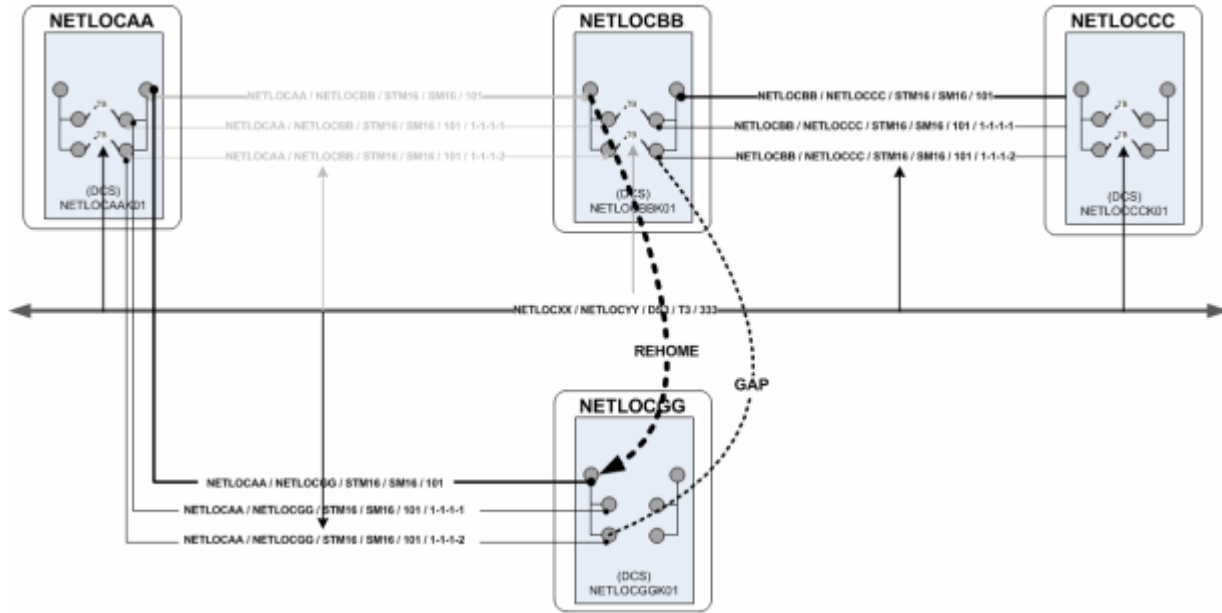 NETLOCAA
NETLOCBB
NETLOCCC
NETLOCAA / NETLOCBB / STM16 / SM16 / 101
NETLOCBB / NETLOCCC / STM16 / SM16 / 101
NETLOCAA / NETLOCBB / STM16 / SM16 / 101 / 1-1-1-1
NETLOCBB / NETLOCCC / STM16 / SM16 / 101 / 1-1-1-1
NETLOCAA / NETLOCBB / STM16 / SM16 / 101 / 1-1-1-2
NETLOCBB / NETLOCCC / STM16 / SM16 / 101 / 1-1-1-2
(DCS)
NETLOCAAK01
(DCS)
NETLOCBBK01
(DCS)
NETLOCCCK01
NETLOCXX / NETLOCYY / DS3 / T3 / 333
REHOME
GAP
NETLOCGG
NETLOCAA / NETLOCGG / STM16 / SM16 / 101
NETLOCAA / NETLOCGG / STM16 / SM16 / 101 / 1-1-1-1
NETLOCAA / NETLOCGG / STM16 / SM16 / 101 / 1-1-1-2
(DCS)
NETLOCGGK01